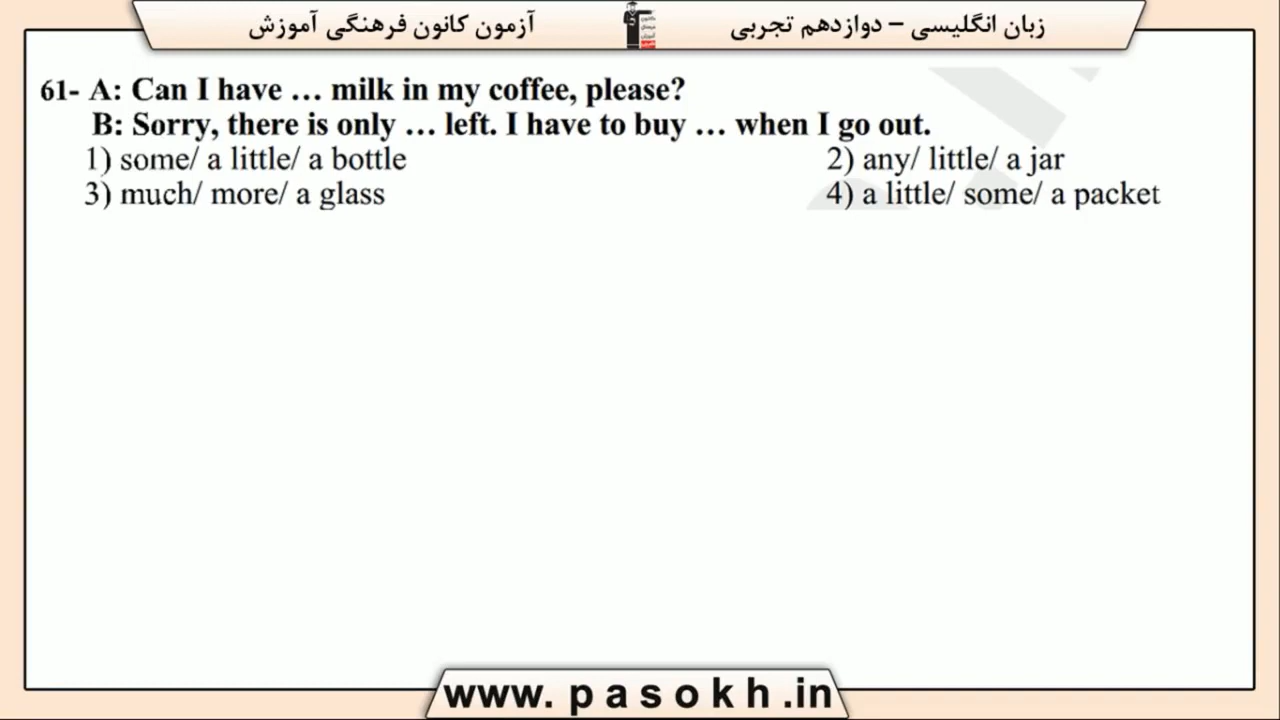 زبان انگلیسی – دوازدهم تجربی
آزمون کانون فرهنگی آموزش
61- A: Can I have … milk in my coffee, please?
B: Sorry, there is only … left. I have to buy … when I go out.
1) some/ a little/ a bottle
2) any/ little/ a jar
3) much/ more/ a glass
4) a little/ some/ a packet
www. p a s o k h .in